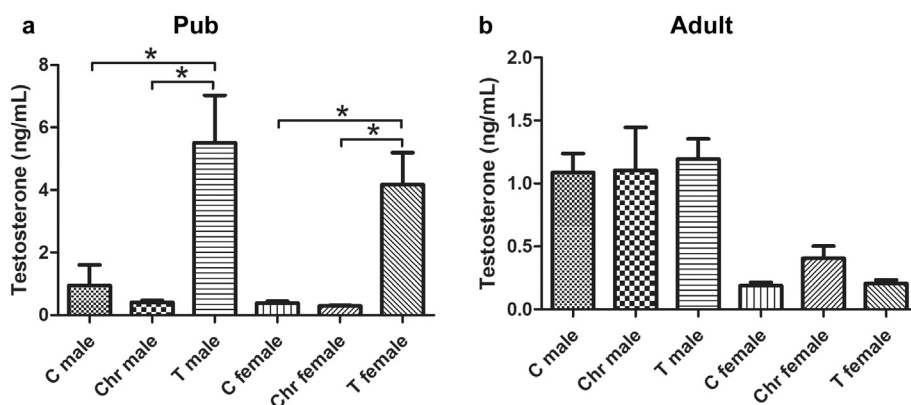 a
Pub
Testosterone (ng/mL)
8
6
4
2
0
*
*
*
*
C male
Chr male
T male
C female
Chr female
T female
b
Adult
Testosterone (ng/mL)
2.0
1.5
1.0
0.5
0.0
C male
Chr male
T male
C female
Chr female
T female